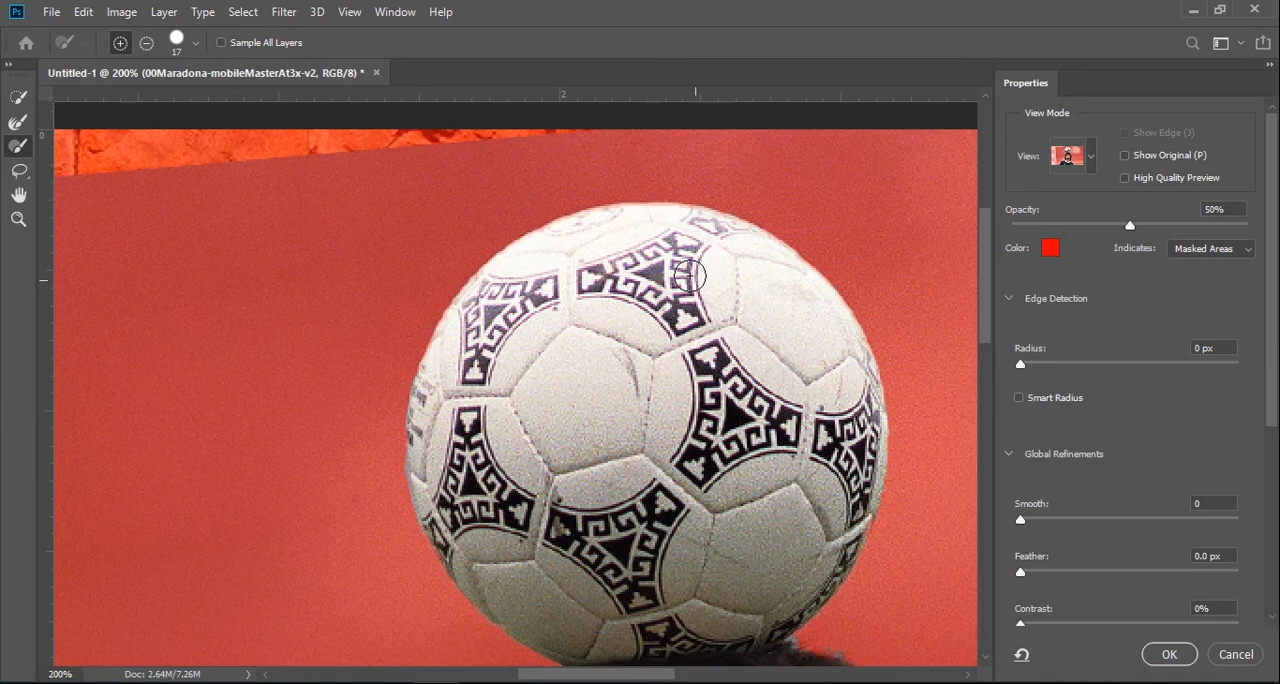 Ps File Edit Image Layer Type Select Filter 3D View Window Help
17 Sample All Layers
Untitled-1 @ 200% (00Maradona-mobileMasterAt3x-v2, RGB/8) *
Properties
2
0
View Mode
Show Edge (J)
View: Show Original (P)
High Quality Preview
Opacity: 50%
Color: Indicates: Masked Areas
Edge Detection
Radius: 0 px
Smart Radius
Global Refinements
Smooth: 0
Feather: 0.0 px
Contrast: 0%
OK Cancel
200% Doc: 2.64M/7.26M